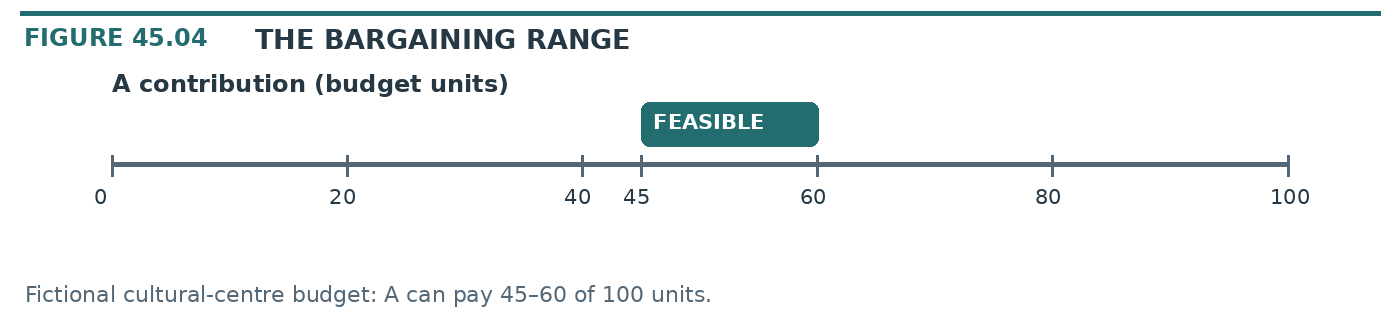 FIGURE 45.04 THE BARGAINING RANGE
A contribution (budget units)
FEASIBLE
0 20 40 45 60 80 100
Fictional cultural-centre budget: A can pay 45–60 of 100 units.